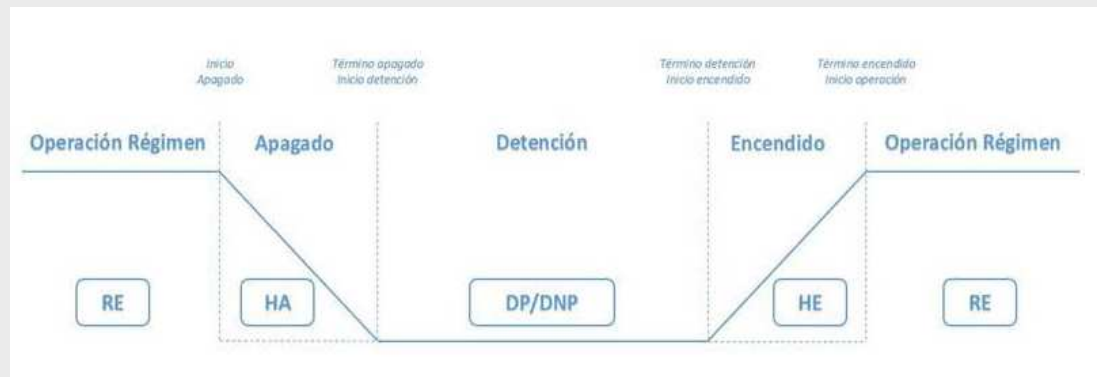 Inicio
Apagado
Término apagado
Inicio detención
Término detención
Inicio encendido
Término encendido
Inicio operación
Operación Régimen
Apagado
Detención
Encendido
Operación Régimen
RE
HA
DP/DNP
HE
RE